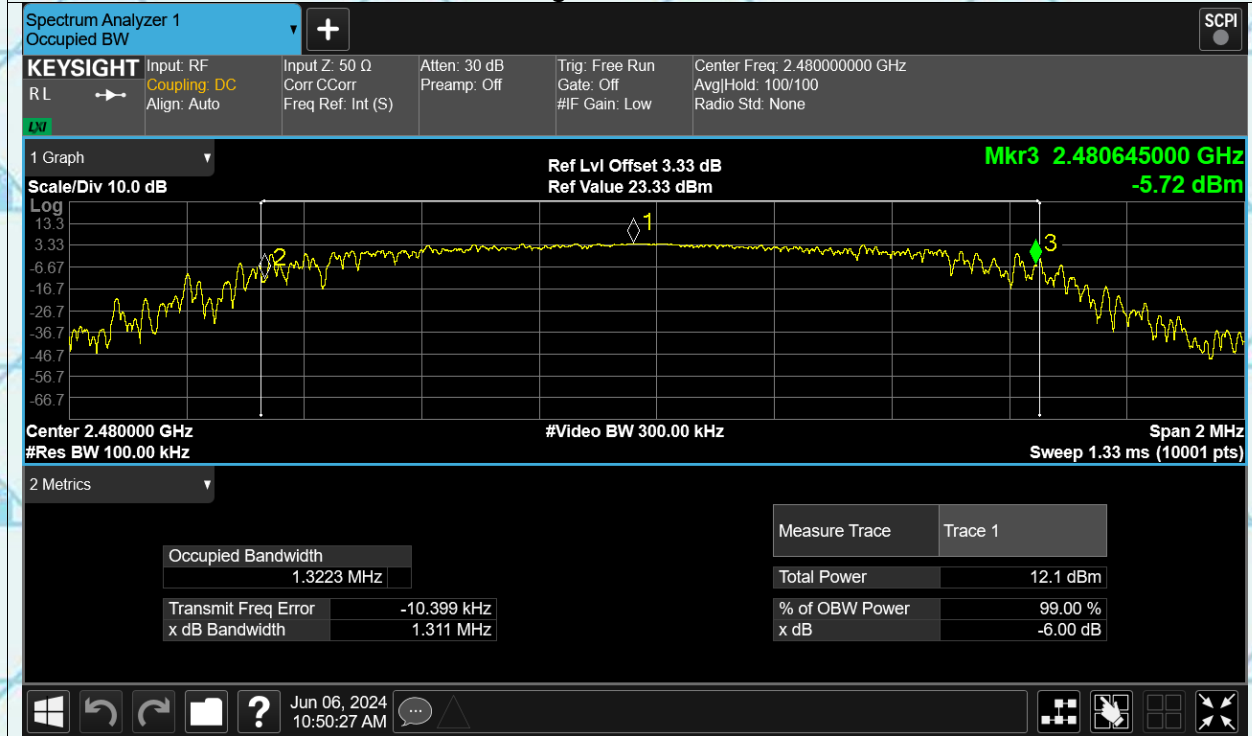 Spectrum Analyzer 1
Occupied BW
▼
+
SCPI
KEYSIGHT
RL
LXI
Input: RF
Coupling: DC
Align: Auto
Input Z: 50 Ω
Corr CCorr
Freq Ref: Int (S)
Atten: 30 dB
Preamp: Off
Trig: Free Run
Gate: Off
#IF Gain: Low
Center Freq: 2.480000000 GHz
Avg|Hold: 100/100
Radio Std: None
1 Graph ▼
Scale/Div 10.0 dB
Ref Lvl Offset 3.33 dB
Ref Value 23.33 dBm
Mkr3 2.480645000 GHz
-5.72 dBm
Log
13.3
3.33
-6.67
-16.7
-26.7
-36.7
-46.7
-56.7
-66.7
2
1
3
Center 2.480000 GHz
#Res BW 100.00 kHz
#Video BW 300.00 kHz
Span 2 MHz
Sweep 1.33 ms (10001 pts)
2 Metrics ▼
Occupied Bandwidth
1.3223 MHz
Transmit Freq Error -10.399 kHz
x dB Bandwidth 1.311 MHz
Measure Trace Trace 1
Total Power 12.1 dBm
% of OBW Power 99.00 %
x dB -6.00 dB
?
Jun 06, 2024
10:50:27 AM